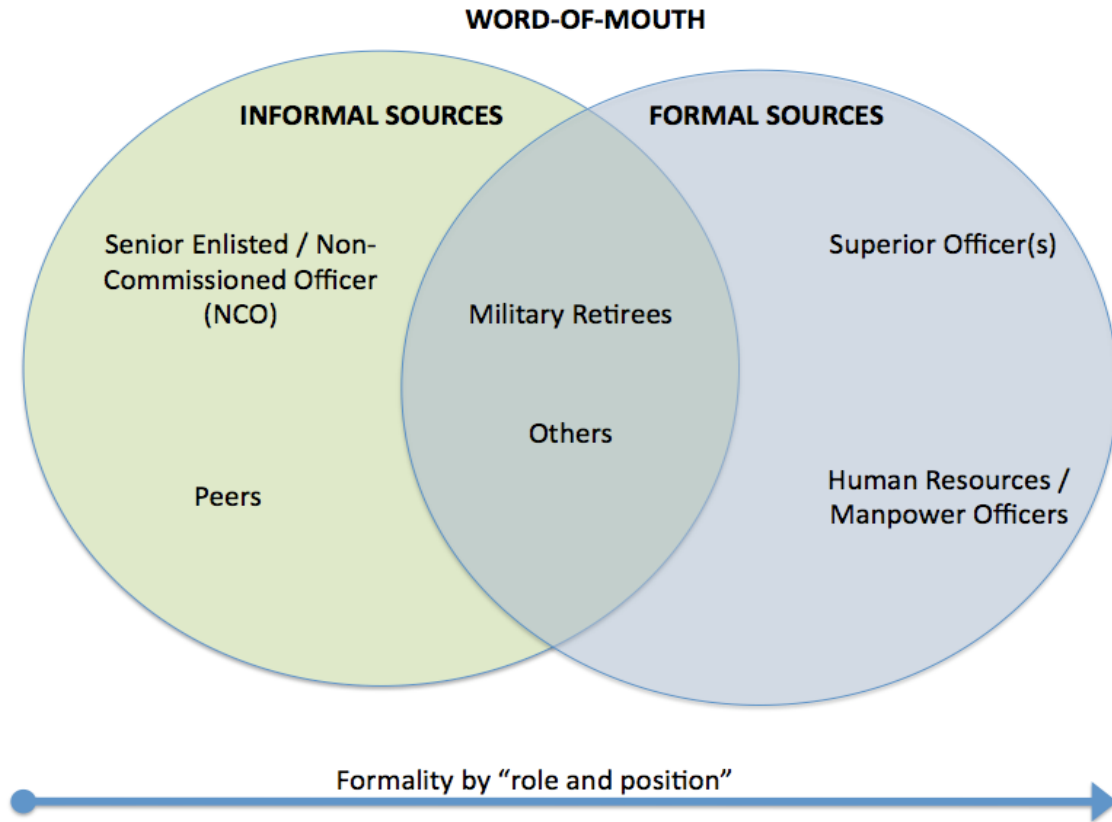 WORD-OF-MOUTH
INFORMAL SOURCES
FORMAL SOURCES
Senior Enlisted / Non-
Commissioned Officer
(NCO)
Peers
Military Retirees
Others
Superior Officer(s)
Human Resources /
Manpower Officers
Formality by “role and position”